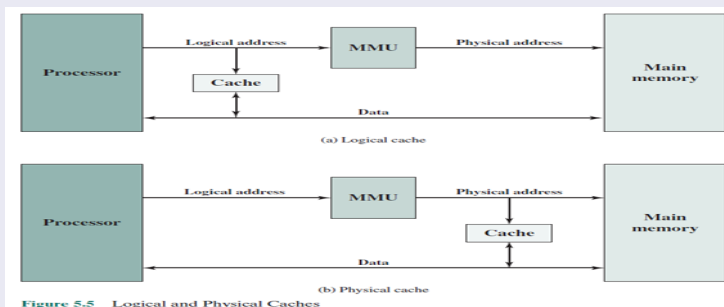 Logical address
MMU
Physical address
Processor
Cache
Main
memory
Data
(a) Logical cache
Logical address
MMU
Physical address
Processor
Cache
Main
memory
Data
(b) Physical cache
Figure 5.5 Logical and Physical Caches